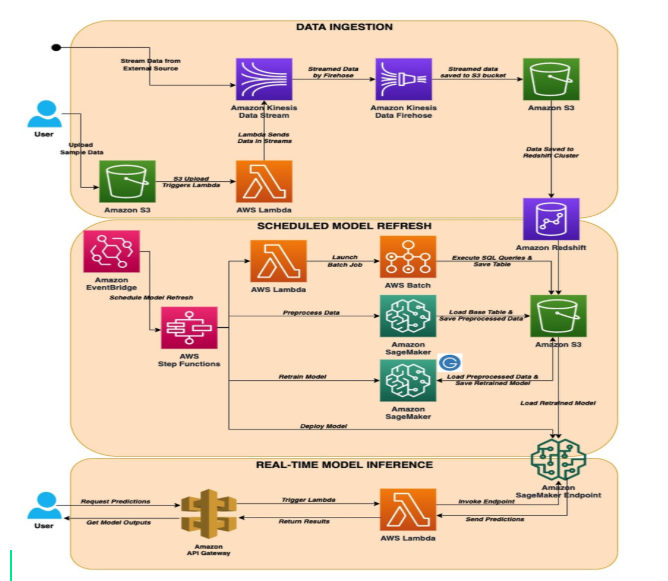 DATA INGESTION
Stream Data from
External Source
Streamed Data
by Firehose
Streamed data
saved to S3 bucket
Amazon Kinesis
Data Stream
Amazon Kinesis
Data Firehose
Amazon S3
User
Upload
Sample Data
Lambda Sends
Data in Streams
S3 Upload
Triggers Lambda
Data Saved to
Redshift Cluster
Amazon S3
AWS Lambda
SCHEDULED MODEL REFRESH
Amazon Redshift
Amazon
EventBridge
Launch
Batch Job
Execute SQL Queries &
Save Table
AWS Lambda
AWS Batch
Schedule Model Refresh
Preprocess Data
Load Base Table &
Save Preprocessed Data
AWS
Step Functions
Amazon
SageMaker
Amazon S3
G
Retrain Model
Load Preprocessed Data &
Save Retrained Model
Amazon
SageMaker
Load Retrained Model
Deploy Model
REAL-TIME MODEL INFERENCE
Amazon
SageMaker Endpoint
Request Predictions
Trigger Lambda
Invoke Endpoint
User
Get Model Outputs
Return Results
Send Predictions
AWS Lambda
Amazon
API Gateway